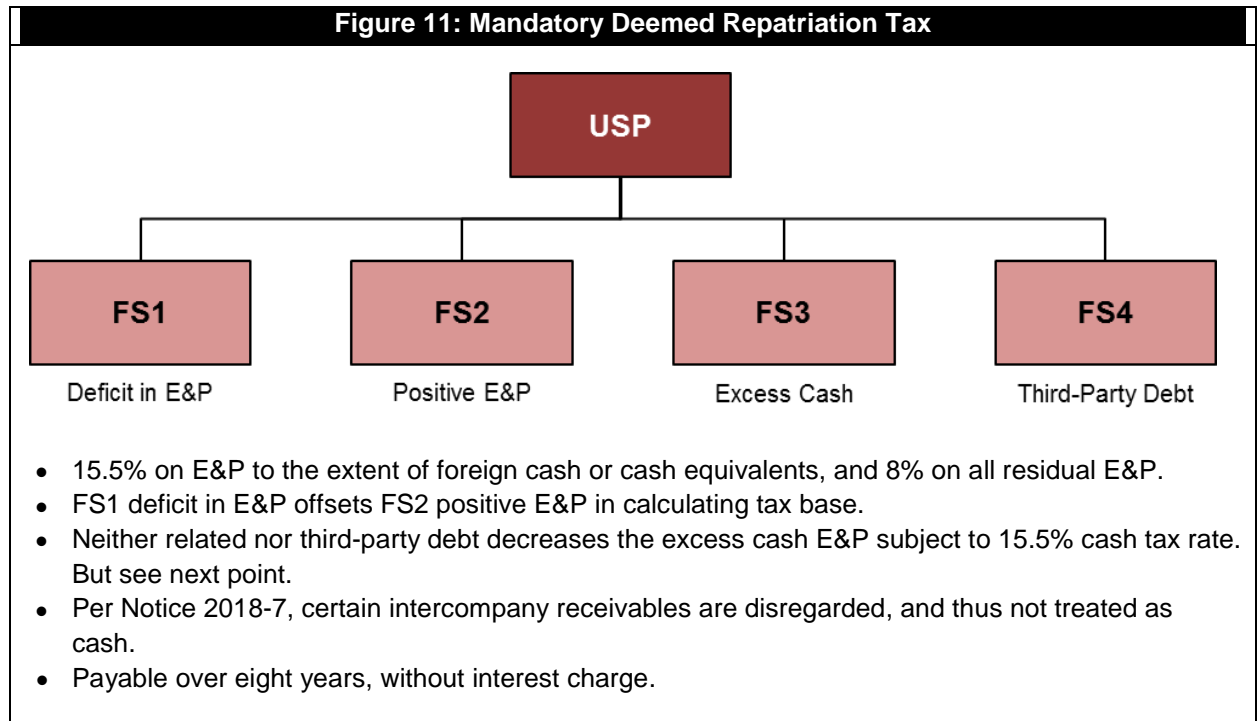 Figure 11: Mandatory Deemed Repatriation Tax
USP
FS1
FS2
FS3
FS4
Deficit in E&P
Positive E&P
Excess Cash
Third-Party Debt
• 15.5% on E&P to the extent of foreign cash or cash equivalents, and 8% on all residual E&P.
• FS1 deficit in E&P offsets FS2 positive E&P in calculating tax base.
• Neither related nor third-party debt decreases the excess cash E&P subject to 15.5% cash tax rate.
But see next point.
• Per Notice 2018-7, certain intercompany receivables are disregarded, and thus not treated as
cash.
• Payable over eight years, without interest charge.